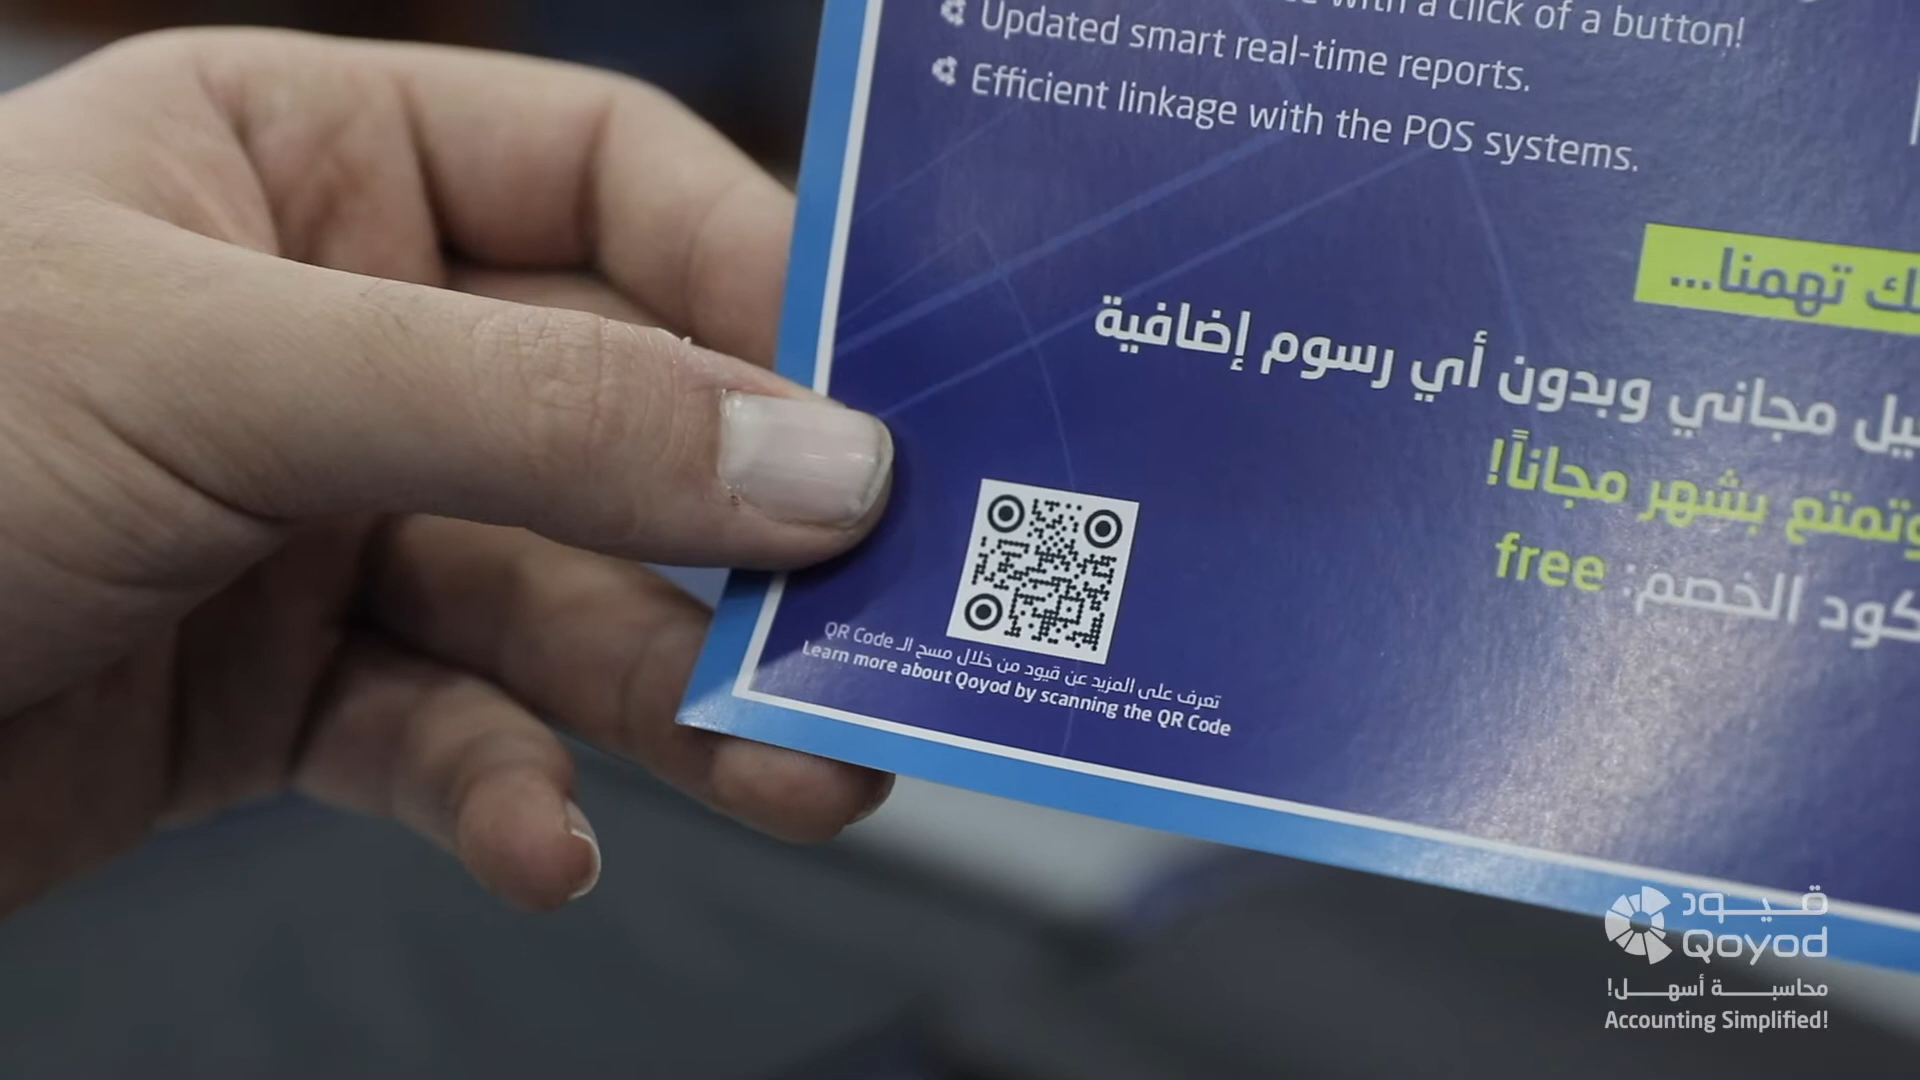 with a click of a button!
Updated smart real-time reports.
Efficient linkage with the POS systems.
تهمنا...
مجاني وبدون أي رسوم إضافية
وتمتع بشهر مجاناً!
كود الخصم: free
تعرف على المزيد عن قيود من خلال مسح الـ QR Code
Learn more about Qoyod by scanning the QR Code
قيود
Qoyod
محاسبة أسهل!
Accounting Simplified!